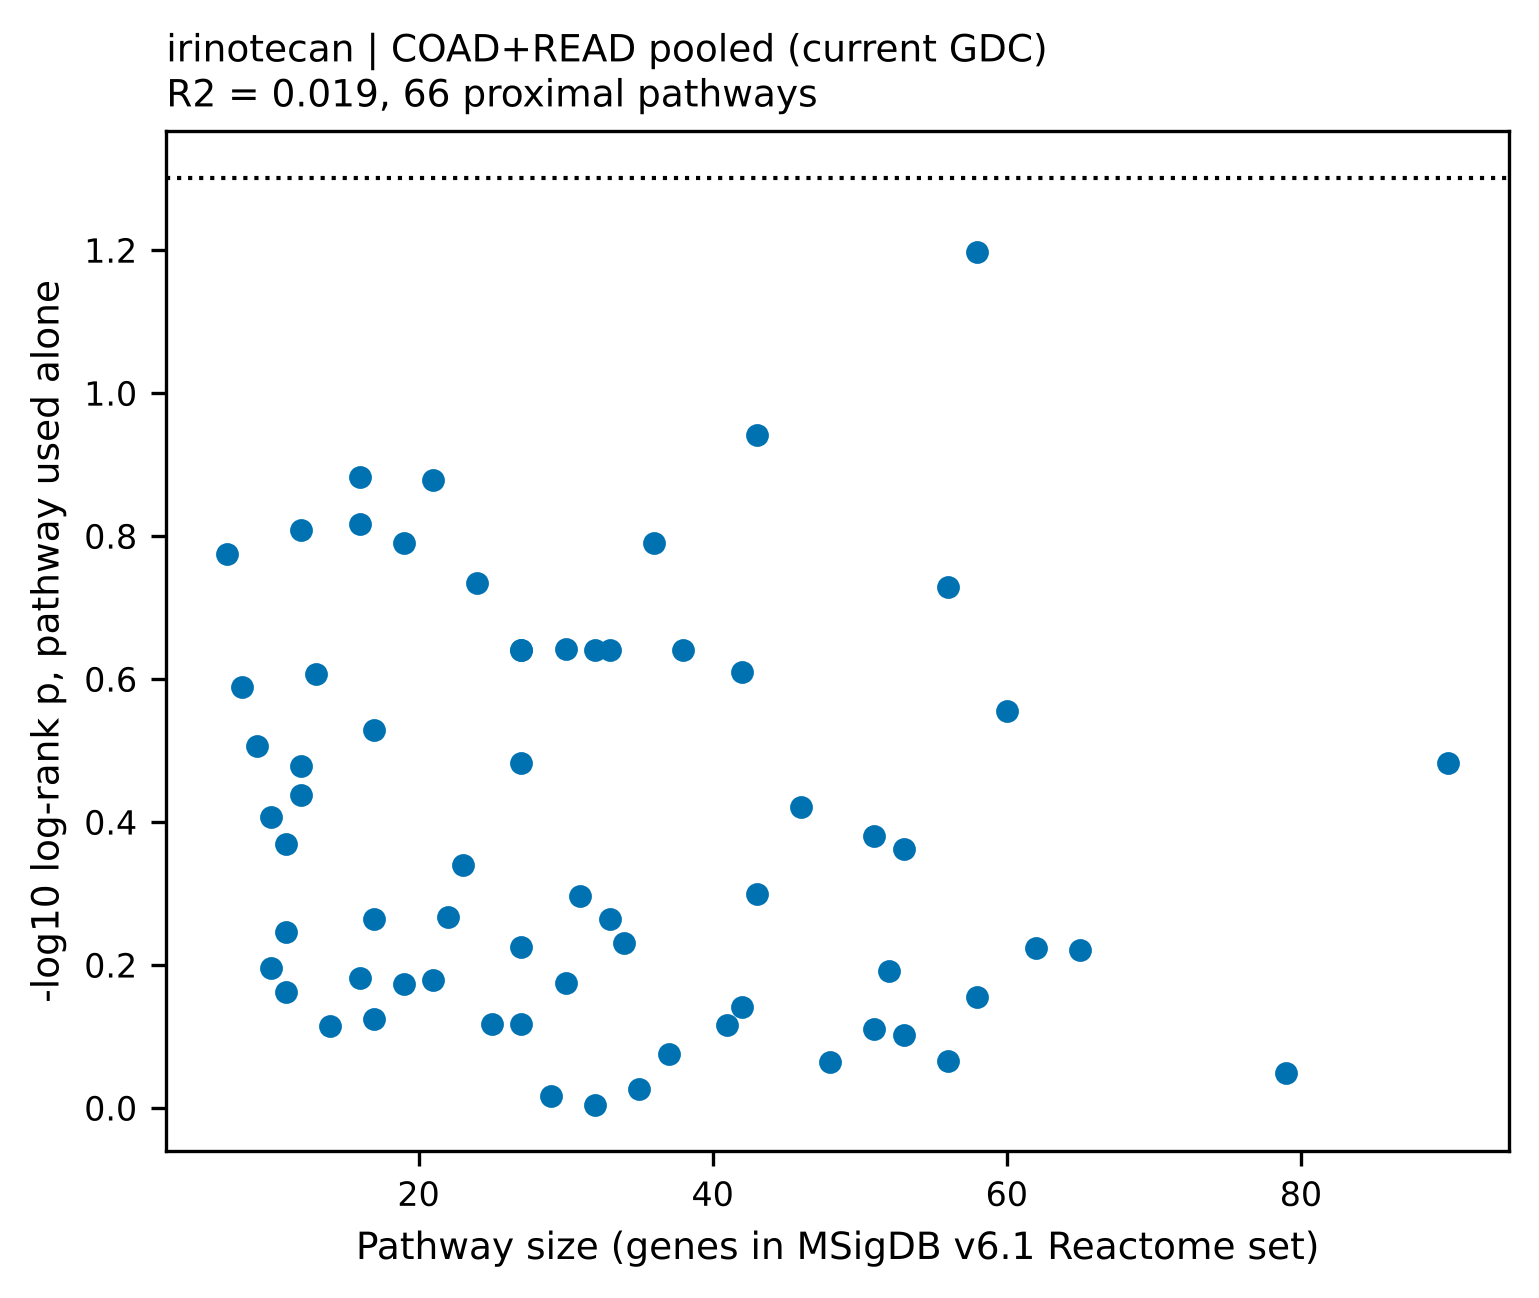 irinotecan | COAD+READ pooled (current GDC)
R2 = 0.019, 66 proximal pathways
-log10 log-rank p, pathway used alone
1.2
1.0
0.8
0.6
0.4
0.2
0.0
20 40 60 80
Pathway size (genes in MSigDB v6.1 Reactome set)